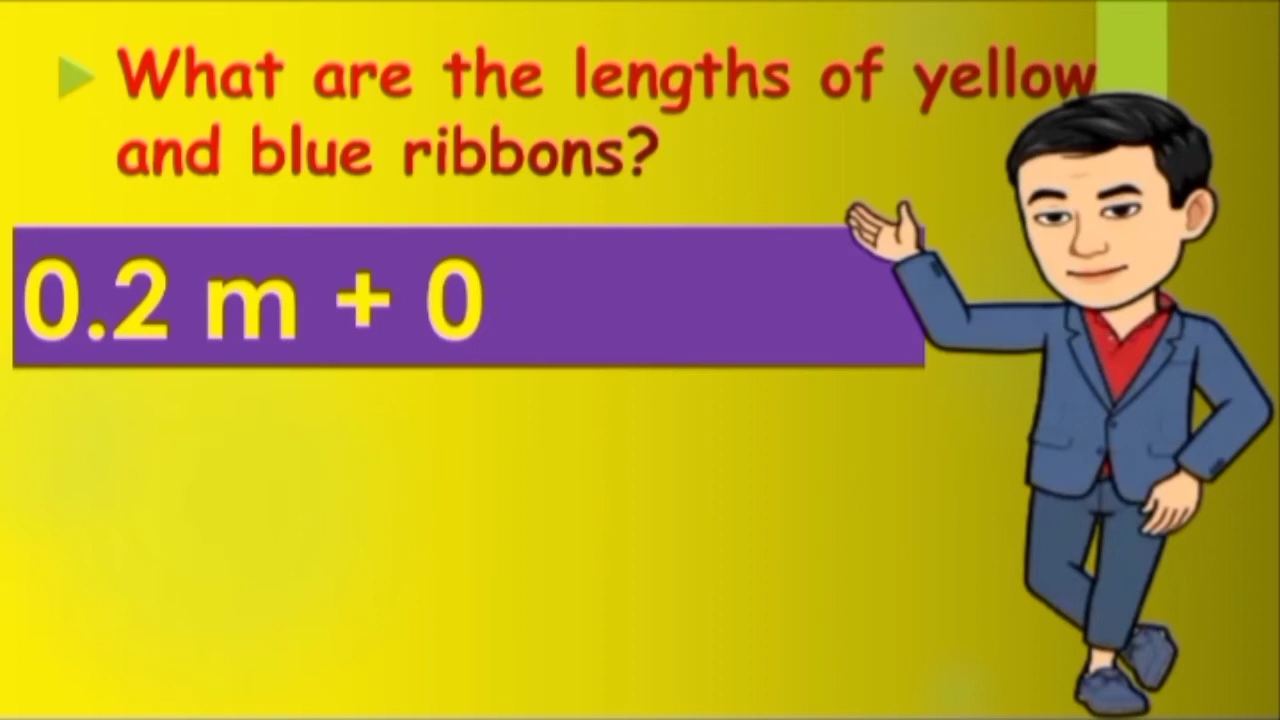 What are the lengths of yellow
and blue ribbons?
0.2 m + 0